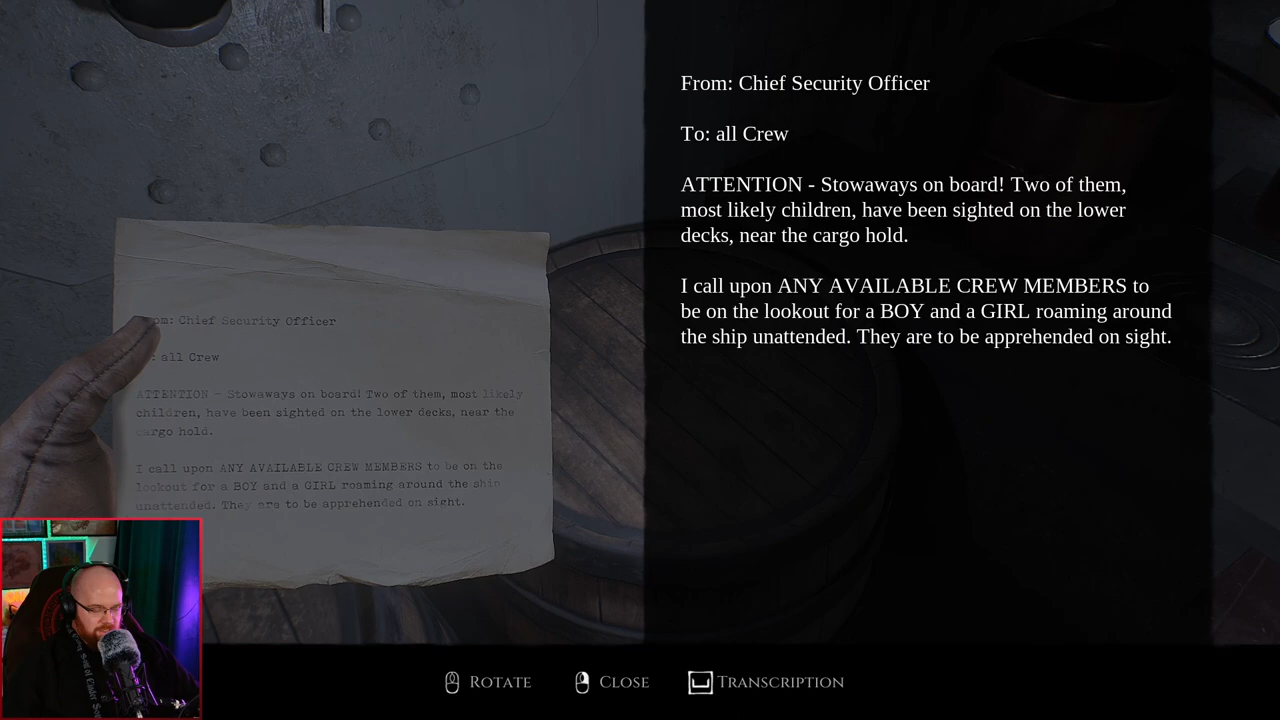 From: Chief Security Officer
To: all Crew
ATTENTION - Stowaways on board! Two of them,
most likely children, have been sighted on the lower
decks, near the cargo hold.
I call upon ANY AVAILABLE CREW MEMBERS to
be on the lookout for a BOY and a GIRL roaming around
the ship unattended. They are to be apprehended on sight.
om: Chief Security Officer
: all Crew
ATTENTION - Stowaways on board! Two of them, most likely
children, have been sighted on the lower decks, near the
cargo hold.
I call upon ANY AVAILABLE CREW MEMBERS to be on the
lookout for a BOY and a GIRL roaming around the ship
unattended. They are to be apprehended on sight.
ROTATE
CLOSE
TRANSCRIPTION